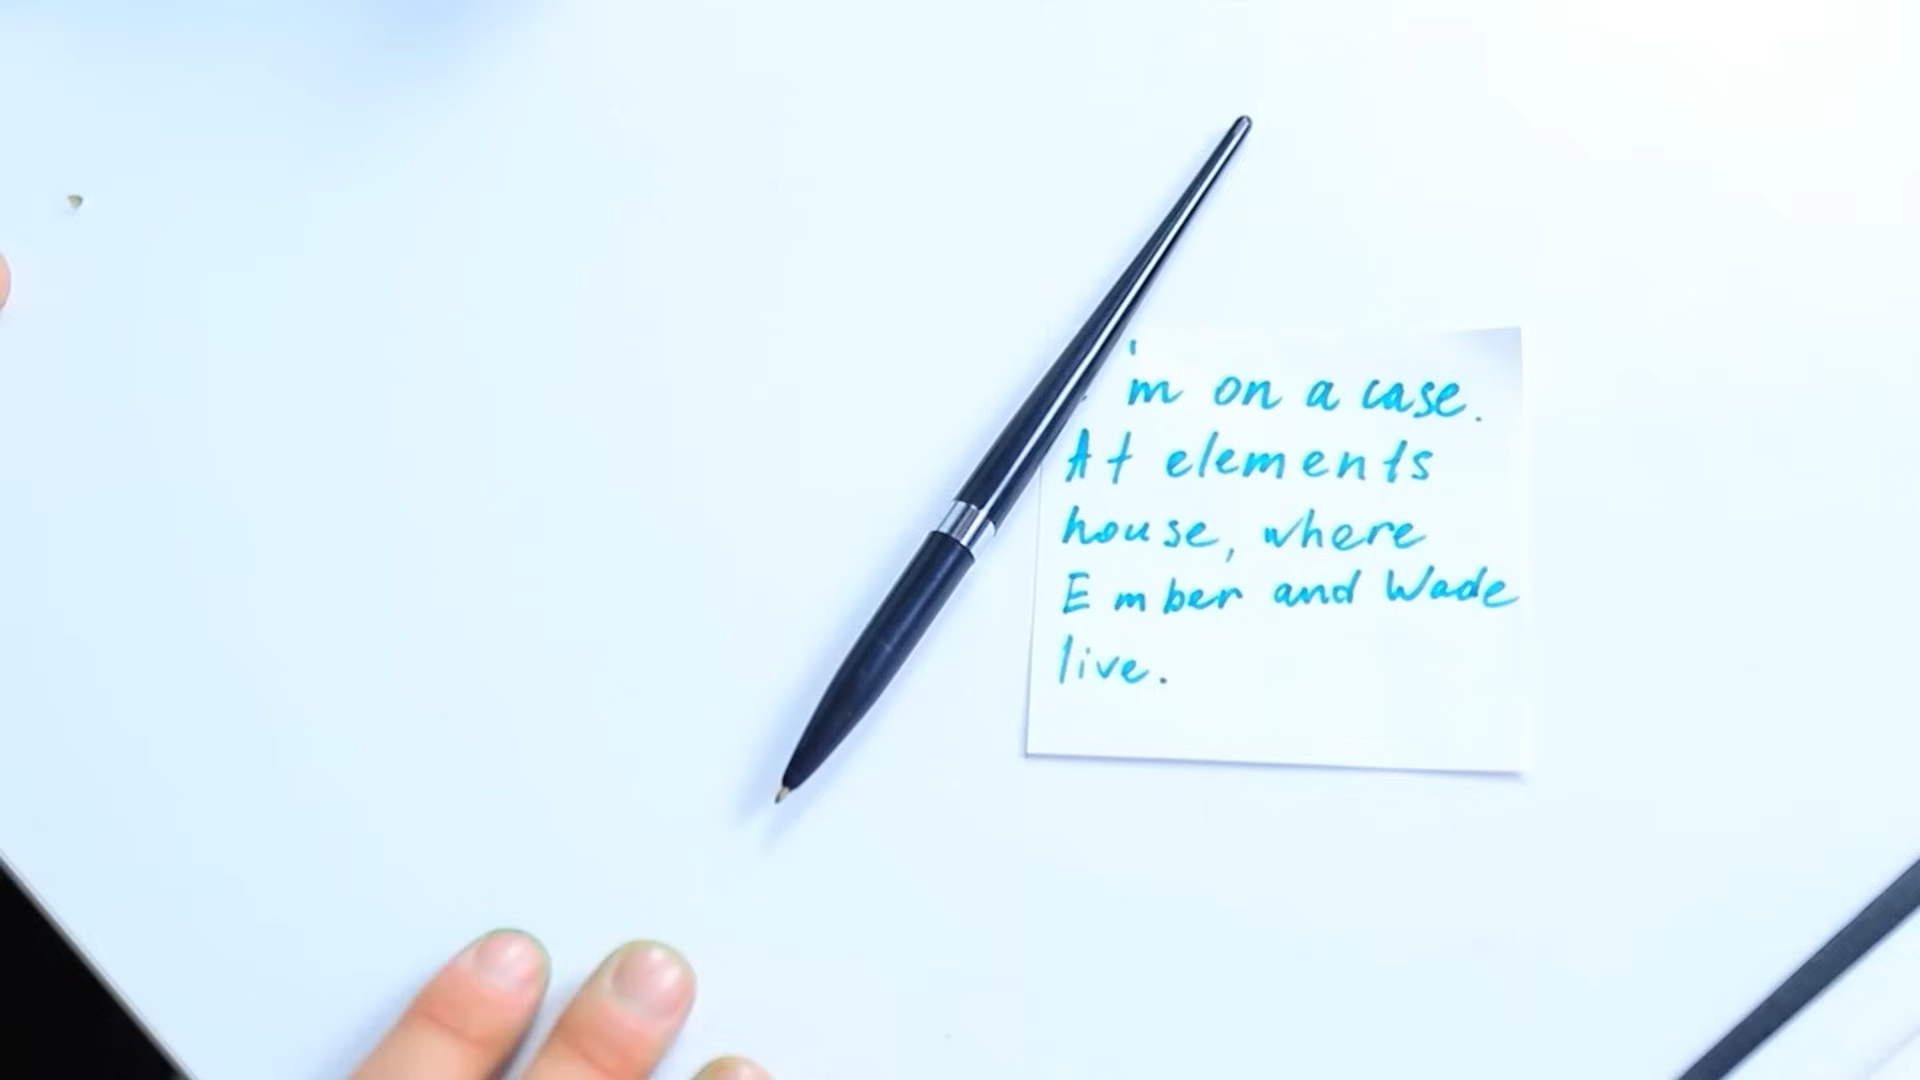 'm on a case.
At elements
house, where
Ember and Wade
live.